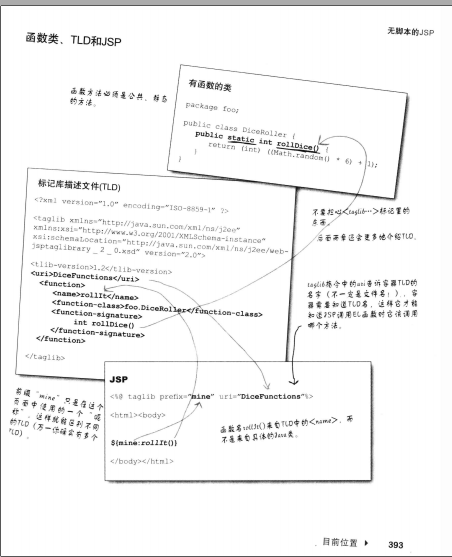 无脚本的JSP
函数类、TLD和JSP
有函数的类
函数方法必须是公共、静态
的方法。
package foo;
public class DiceRoller {
public static int rollDice() {
return (int) ((Math.random() * 6) + 1);
}
}
标记库描述文件(TLD)
<?xml version="1.0" encoding="ISO-8859-1" ?>
<taglib xmlns="http://java.sun.com/xml/ns/j2ee"
xmlns:xsi="http://www.w3.org/2001/XMLSchema-instance"
xsi:schemaLocation="http://java.sun.com/xml/ns/j2ee/web-
jsptaglibrary _ 2 _ 0.xsd" version="2.0">
<tlib-version>1.2</tlib-version>
<uri>DiceFunctions</uri>
<function>
<name>rollIt</name>
<function-class>foo.DiceRoller</function-class>
<function-signature>
int rollDice()
</function-signature>
</function>
</taglib>
不要担心<taglib…>标记里的
东西。
后面两章还会更多地介绍TLD。
taglib指令中的uri告诉容器TLD的
名字（不一定是文件名！），容
器需要知道TLD名，这样它才能
知道JSP调用EL函数时应该调用
哪个方法。
JSP
<%@ taglib prefix="mine" uri="DiceFunctions"%>
<html><body>
${mine:rollIt()}
</body></html>
前缀“mine”只是在这个
页面中使用的一个“昵
称”，这样就能区别不同
的TLD（万一你确实有多个
TLD）。
函数名rollIt()来自TLD中的<name>，而
不是来自具体的Java类。
目前位置 ▶ 393